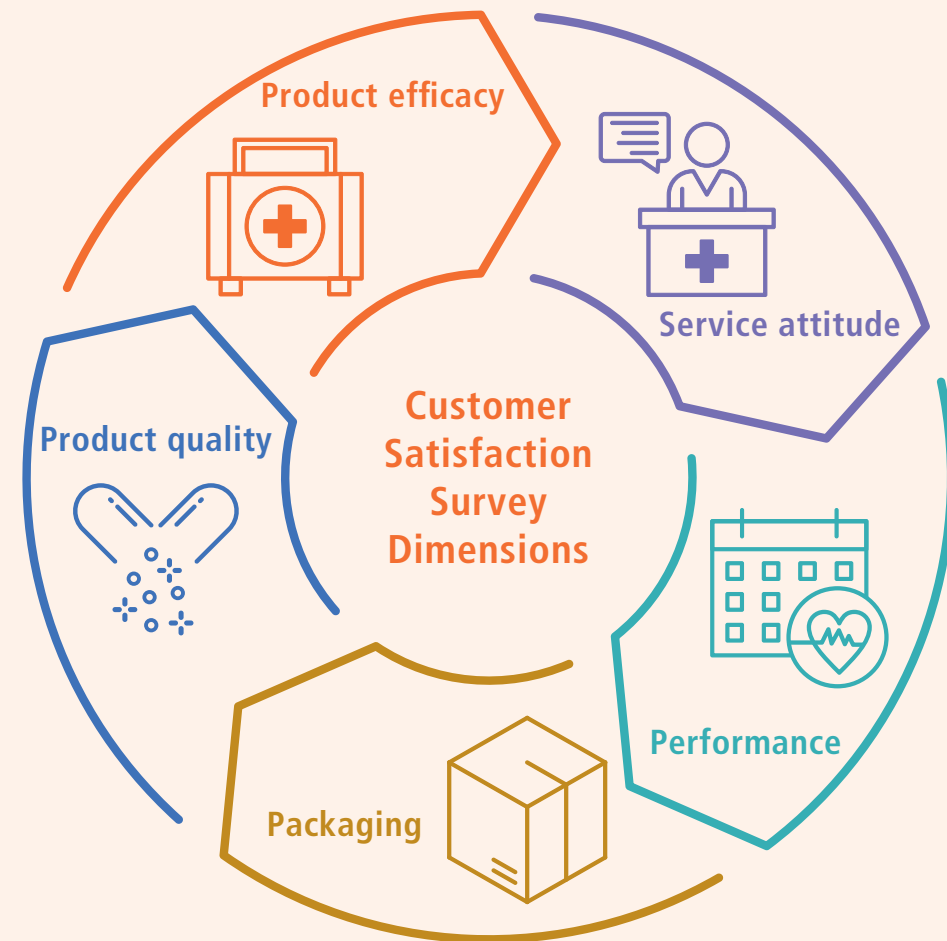 Product efficacy
Service attitude
Customer
Satisfaction
Survey
Dimensions
Product quality
Performance
Packaging